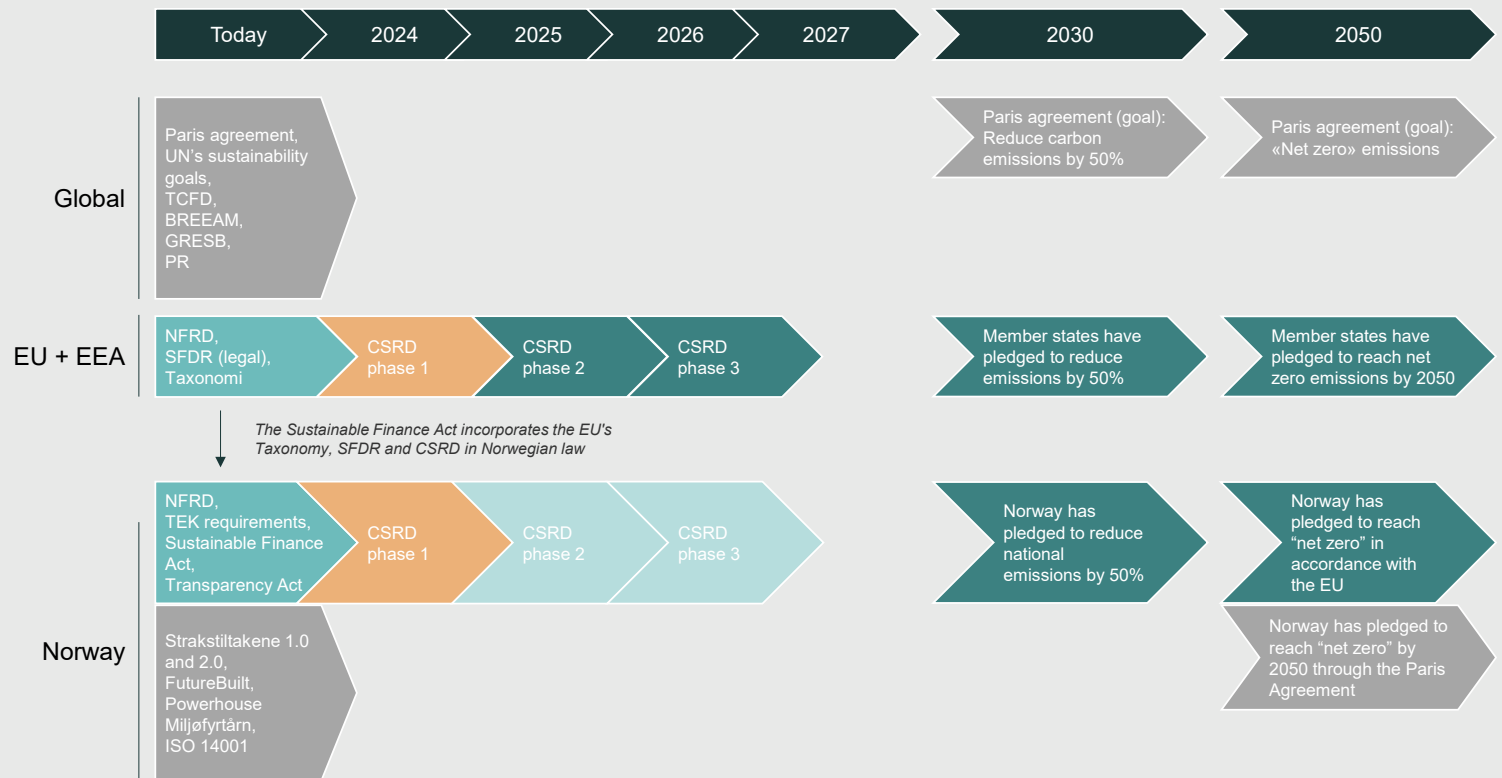 Today
2024
2025
2026
2027
2030
2050
Global
Paris agreement,
UN's sustainability
goals,
TCFD,
BREEAM,
GRESB,
PR
Paris agreement (goal):
Reduce carbon
emissions by 50%
Paris agreement (goal):
«Net zero» emissions
EU + EEA
NFRD,
SFDR (legal),
Taxonomi
CSRD
phase 1
CSRD
phase 2
CSRD
phase 3
Member states have
pledged to reduce
emissions by 50%
Member states have
pledged to reach net
zero emissions by 2050
The Sustainable Finance Act incorporates the EU's
Taxonomy, SFDR and CSRD in Norwegian law
Norway
NFRD,
TEK requirements,
Sustainable Finance
Act,
Transparency Act
CSRD
phase 1
CSRD
phase 2
CSRD
phase 3
Norway has
pledged to reduce
national
emissions by 50%
Norway has
pledged to reach
“net zero” in
accordance with
the EU
Strakstiltakene 1.0
and 2.0,
FutureBuilt,
Powerhouse
Miljøfyrtårn,
ISO 14001
Norway has pledged to
reach “net zero” by
2050 through the Paris
Agreement